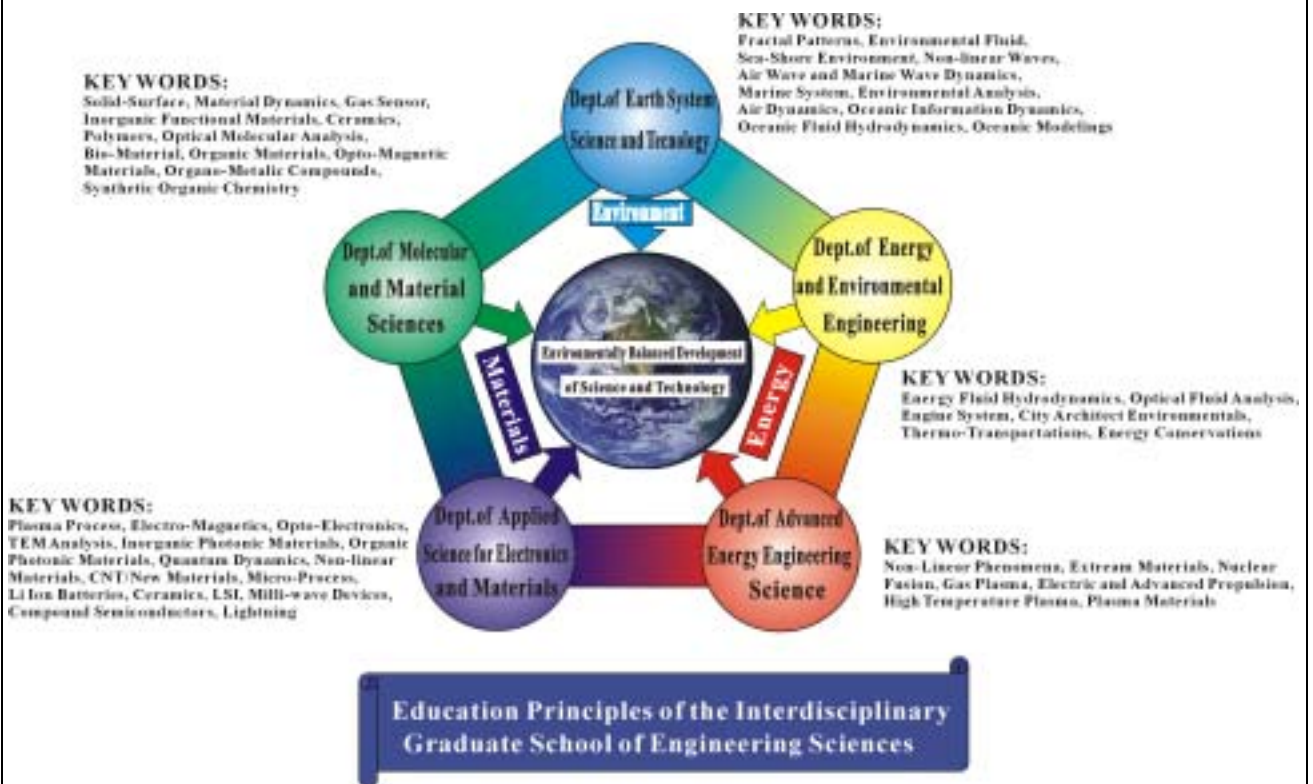 KEY WORDS:
Fractal Patterns, Environmental Fluid,
Sea-Shore Environment, Non-linear Waves,
Air Wave and Marine Wave Dynamics,
Marine System, Environmental Analysis,
Air Dynamics, Oceanic Information Dynamics,
Oceanic Fluid Hydrodynamics, Oceanic Modelings
KEY WORDS:
Solid-Surface, Material Dynamics, Gas Sensor,
Inorganic Functional Materials, Ceramics,
Polymors, Optical Molecular Analysis,
Bio-Material, Organic Materials, Opto-Magnetic
Materials, Organo-Metalic Compounds,
Synthetic Organic Chemistry
Dept.of Earth System
Science and Tecnology
Environment
Dept.of Molecular
and Material
Sciences
Dept.of Energy
and Environmental
Engineering
Environmentally Balanced Development
of Science and Technology
Materials
Energy
KEY WORDS:
Energy Fluid Hydrodynamics, Optical Fluid Analysis,
Engine System, City Architect Environmentals,
Thermo-Transportations, Energy Conservations
KEY WORDS:
Plasma Process, Electro-Magnetics, Opto-Electronics,
TEM Analysis, Inorganic Photonic Materials, Organic
Photonic Materials, Quantum Dynamics, Non-linear
Materials, CNT/New Materials, Micro-Process,
Li Ion Batteries, Ceramics, LSI, Milli-wave Devices,
Compound Semiconductors, Lightning
Dept.of Applied
Science for Electronics
and Materials
Dept.of Advanced
Energy Engineering
Science
KEY WORDS:
Non-Linear Phenomena, Extream Materials, Nuclear
Fusion, Gas Plasma, Electric and Advanced Propulsion,
High Temperature Plasma, Plasma Materials
Education Principles of the Interdisciplinary
Graduate School of Engineering Sciences